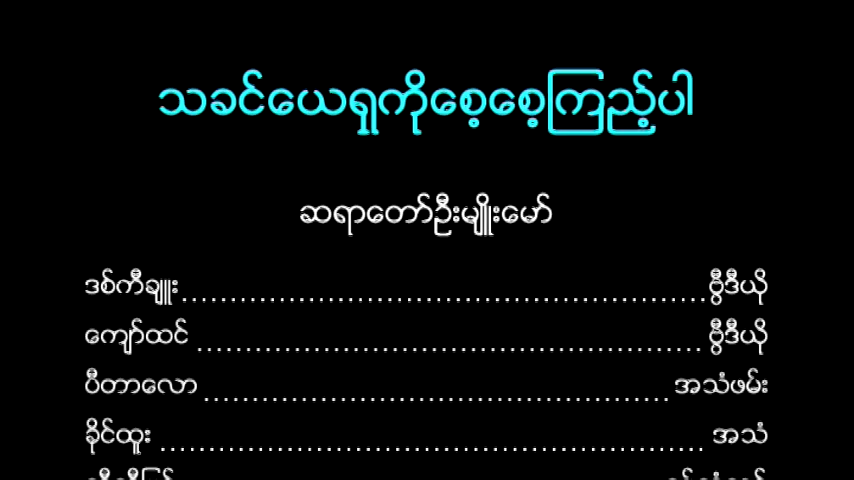 သခင်ယေရှုကိုစေ့စေ့ကြည့်ပါ
ဆရာတော်ဦးမျိုးမော်
ဒစ်ကီချူး ................................................ ဗွီဒီယို
ကျော်ထင် ................................................ ဗွီဒီယို
ပီတာလော ................................................ အသံဖမ်း
ခိုင်ထူး ................................................ အသံ